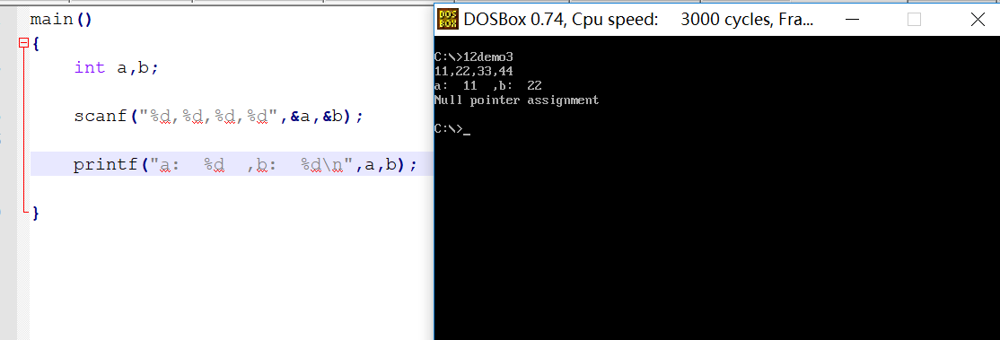 main()
{
int a,b;
scanf("%d,%d,%d,%d",&a,&b);
printf("a:  %d  ,b:  %d\n",a,b);
}
DOSBox 0.74, Cpu speed:    3000 cycles, Fra...
C:\>12demo3
11,22,33,44
a:  11  ,b:  22
Null pointer assignment
C:\>_